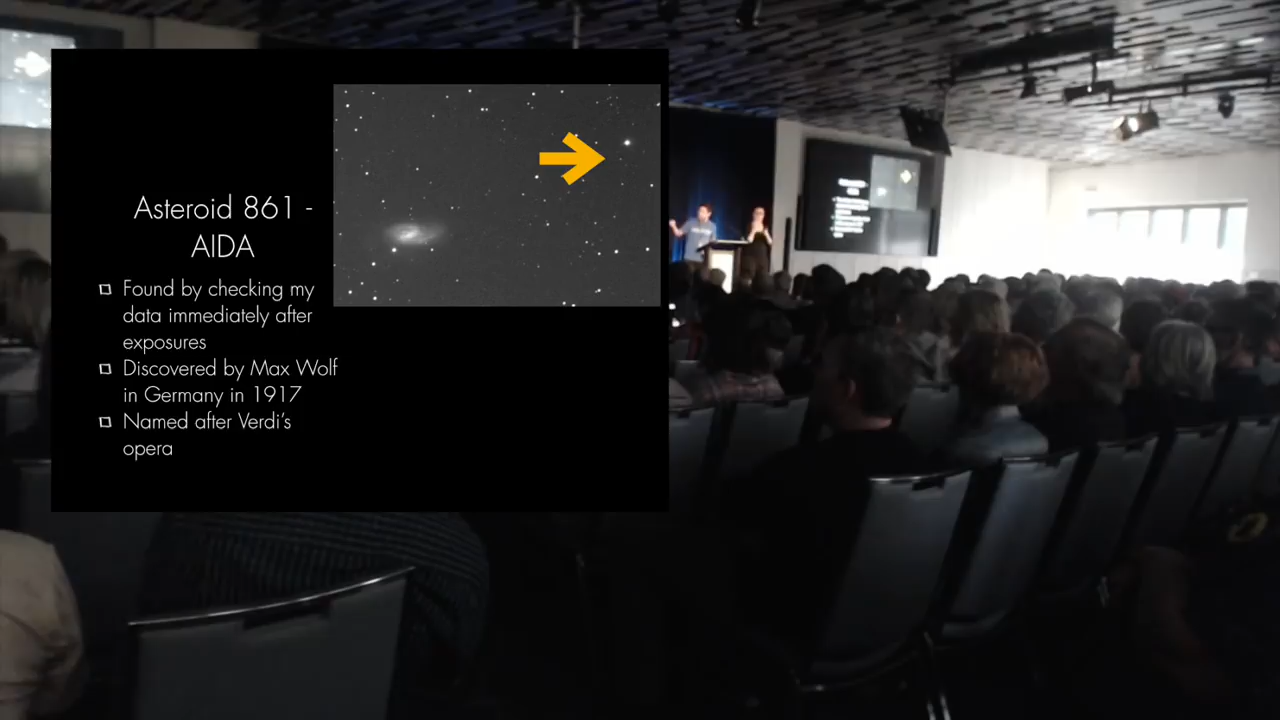 Asteroid 861 -
AIDA
Found by checking my
data immediately after
exposures
Discovered by Max Wolf
in Germany in 1917
Named after Verdi's
opera